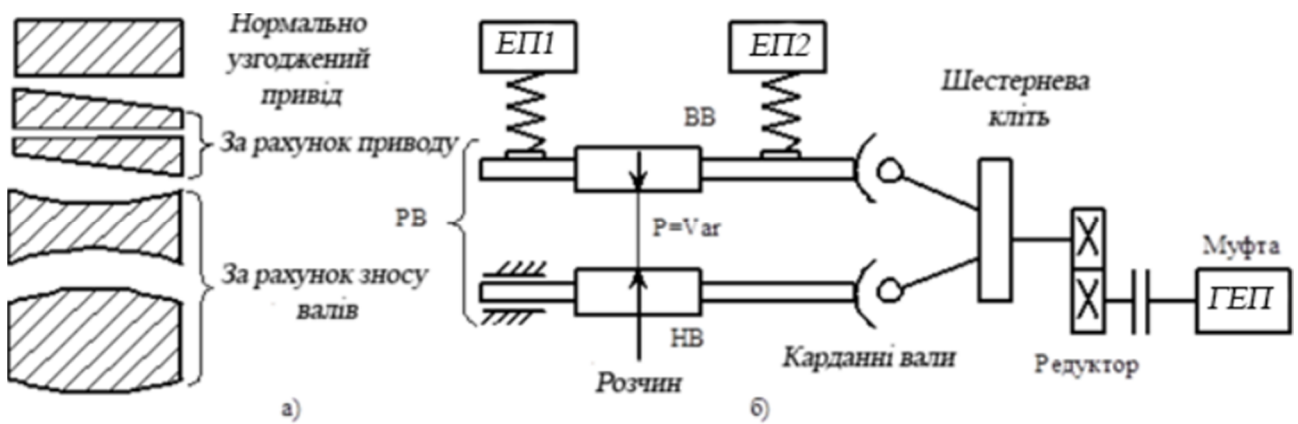 Нормально
узгоджений
привід
За рахунок приводу
За рахунок зносу
валів
а)
ЕП1
ЕП2
ВВ
РВ
P=Var
НВ
Розчин
Карданні вали
Шестернева
кліть
Редуктор
Муфта
ГЕП
б)